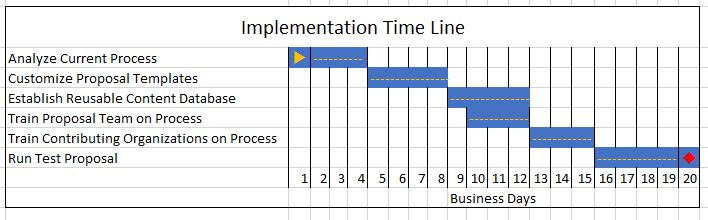 Implementation Time Line
Analyze Current Process
Customize Proposal Templates
Establish Reusable Content Database
Train Proposal Team on Process
Train Contributing Organizations on Process
Run Test Proposal
1 2 3 4 5 6 7 8 9 10 11 12 13 14 15 16 17 18 19 20
Business Days